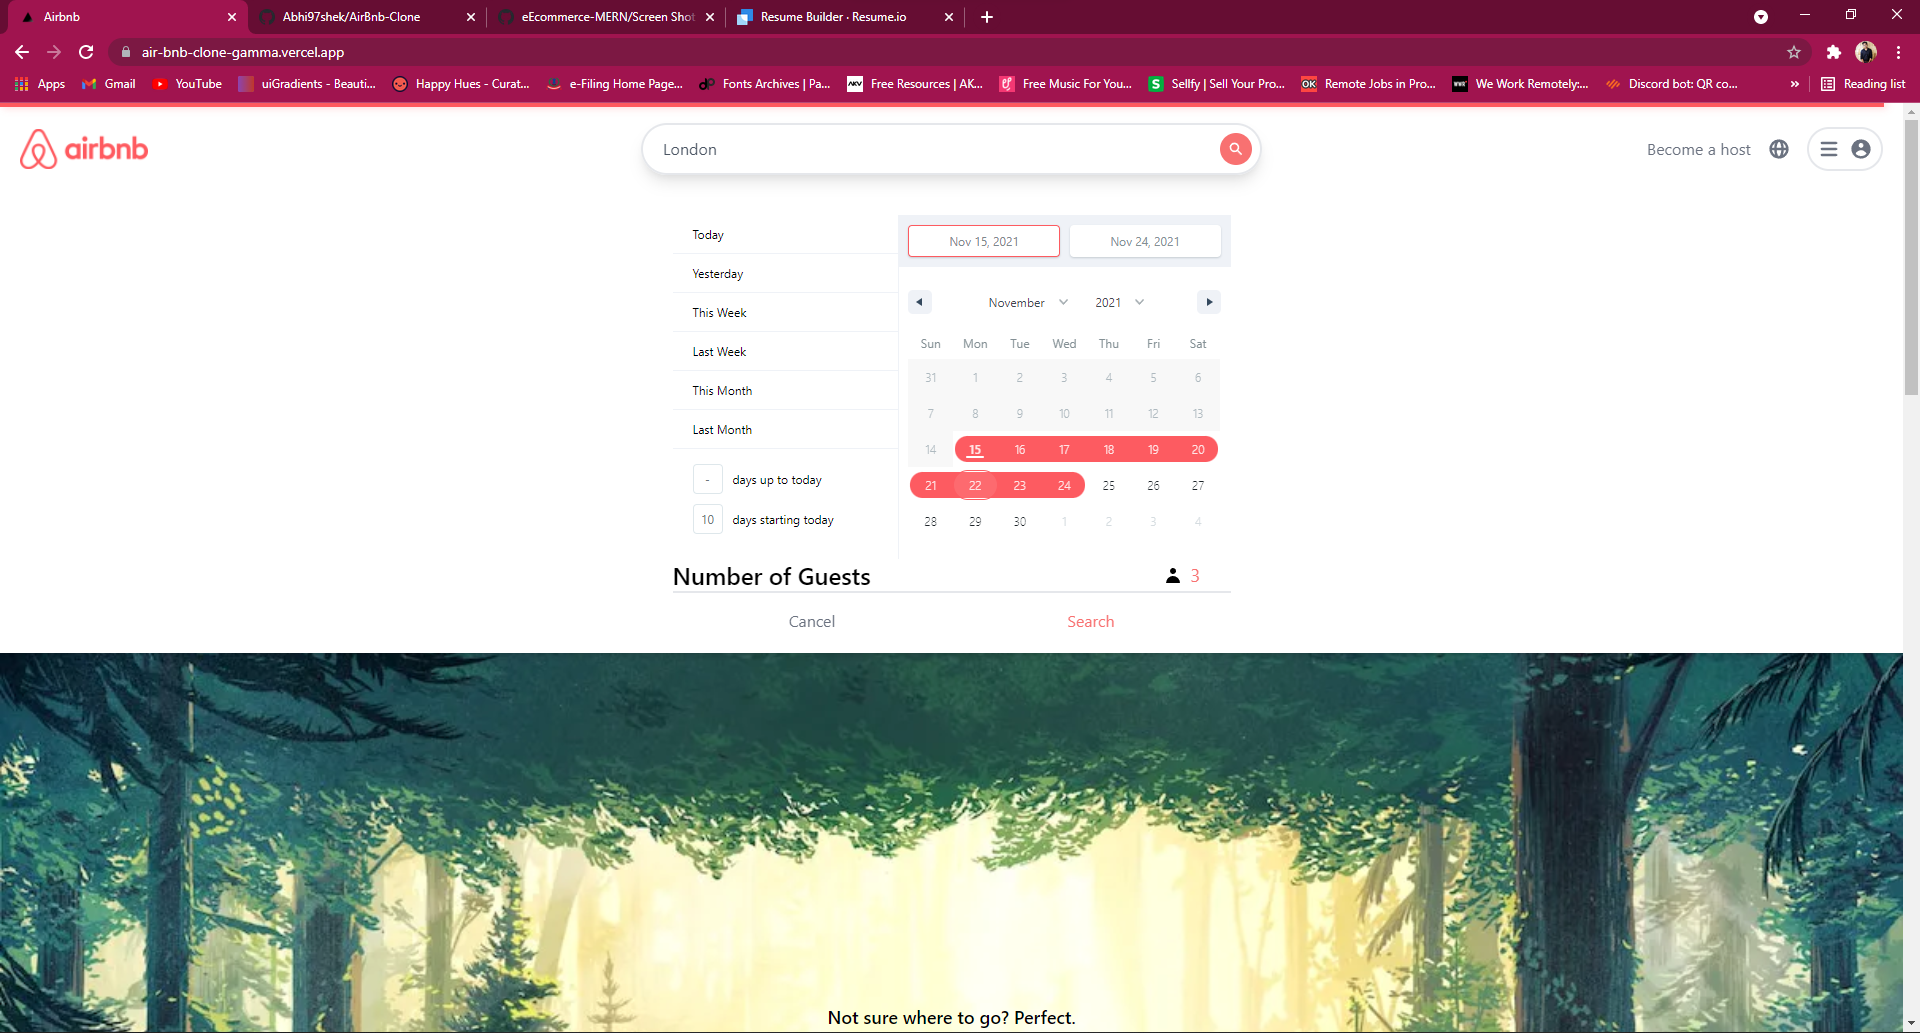 Airbnb
Abhi97shek/AirBnb-Clone
eEcommerce-MERN/Screen Shot
Resume Builder · Resume.io
air-bnb-clone-gamma.vercel.app
Apps
Gmail
YouTube
uiGradients - Beauti...
Happy Hues - Curat...
e-Filing Home Page...
Fonts Archives | Pa...
Free Resources | AK...
Free Music For You...
Sellfy | Sell Your Pro...
Remote Jobs in Pro...
We Work Remotely:...
Discord bot: QR co...
»
Reading list
airbnb
London
Become a host
Today
Yesterday
This Week
Last Week
This Month
Last Month
- days up to today
10 days starting today
Nov 15, 2021 Nov 24, 2021
November 2021
Sun Mon Tue Wed Thu Fri Sat
31 1 2 3 4 5 6
7 8 9 10 11 12 13
14 15 16 17 18 19 20
21 22 23 24 25 26 27
28 29 30 1 2 3 4
Number of Guests 3
Cancel Search
Not sure where to go? Perfect.